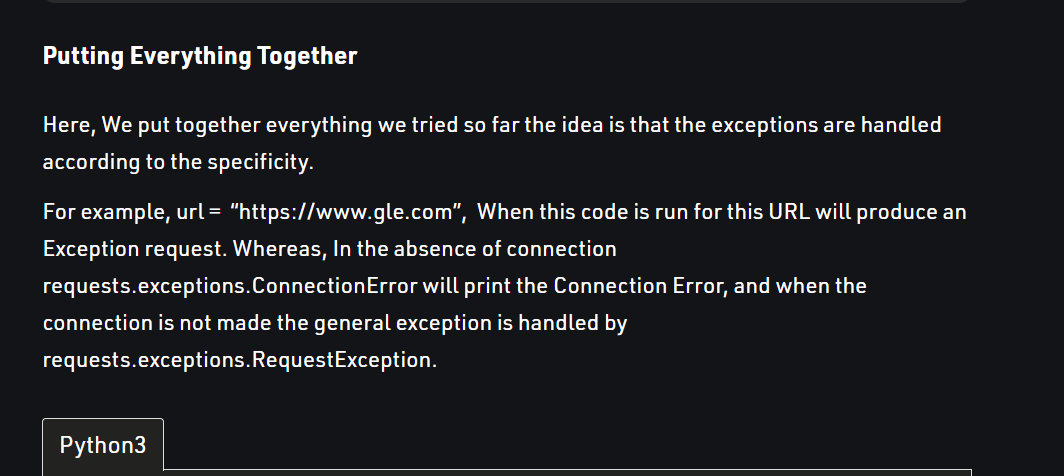 Putting Everything Together
Here, We put together everything we tried so far the idea is that the exceptions are handled
according to the specificity.
For example, url = “https://www.gle.com”,  When this code is run for this URL will produce an
Exception request. Whereas, In the absence of connection
requests.exceptions.ConnectionError will print the Connection Error, and when the
connection is not made the general exception is handled by
requests.exceptions.RequestException.
Python3